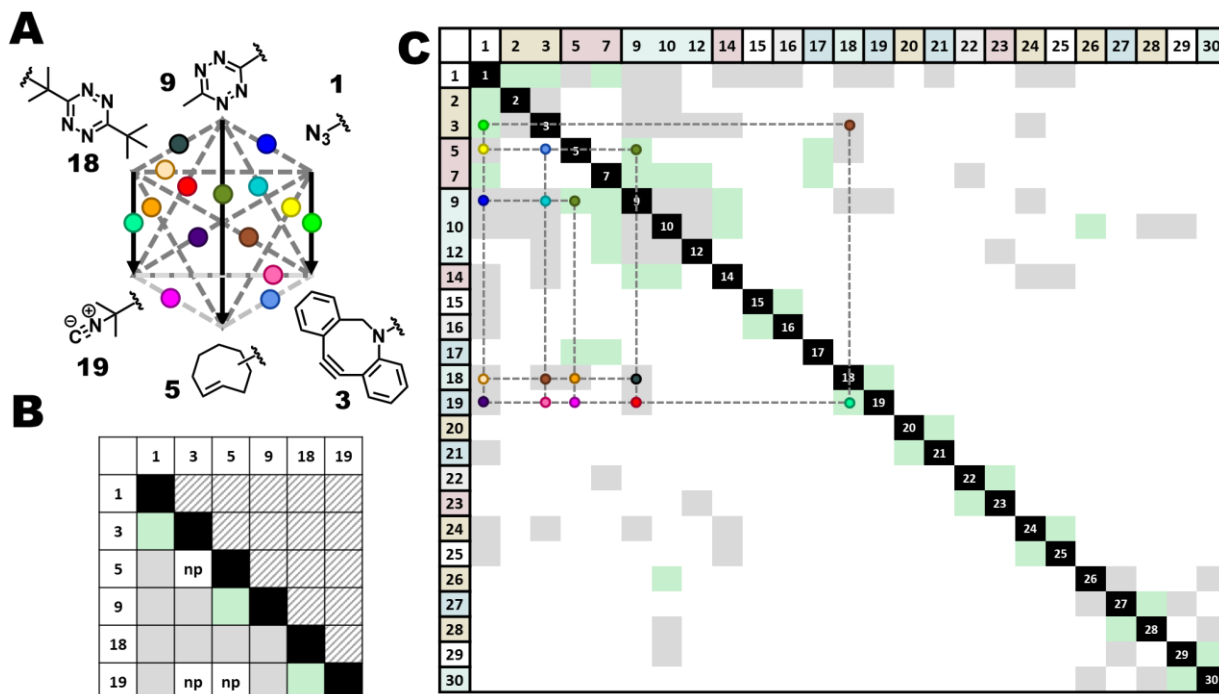 A
9
1
N N
N N
N₃
N N
N N
18
⊖ ⊕
C N
N
19
5
3
B
1 3 5 9 18 19
1
3
5 np
9
18
19 np np
C
1 2 3 5 7 9 10 12 14 15 16 17 18 19 20 21 22 23 24 25 26 27 28 29 30
1 1
2 2
3 3
5 5
7 7
9 9
10 10
12 12
14 14
15 15
16 16
17 17
18 18
19 19
20 20
21 21
22 22
23 23
24 24
25 25
26 26
27 27
28 28
29 29
30 30